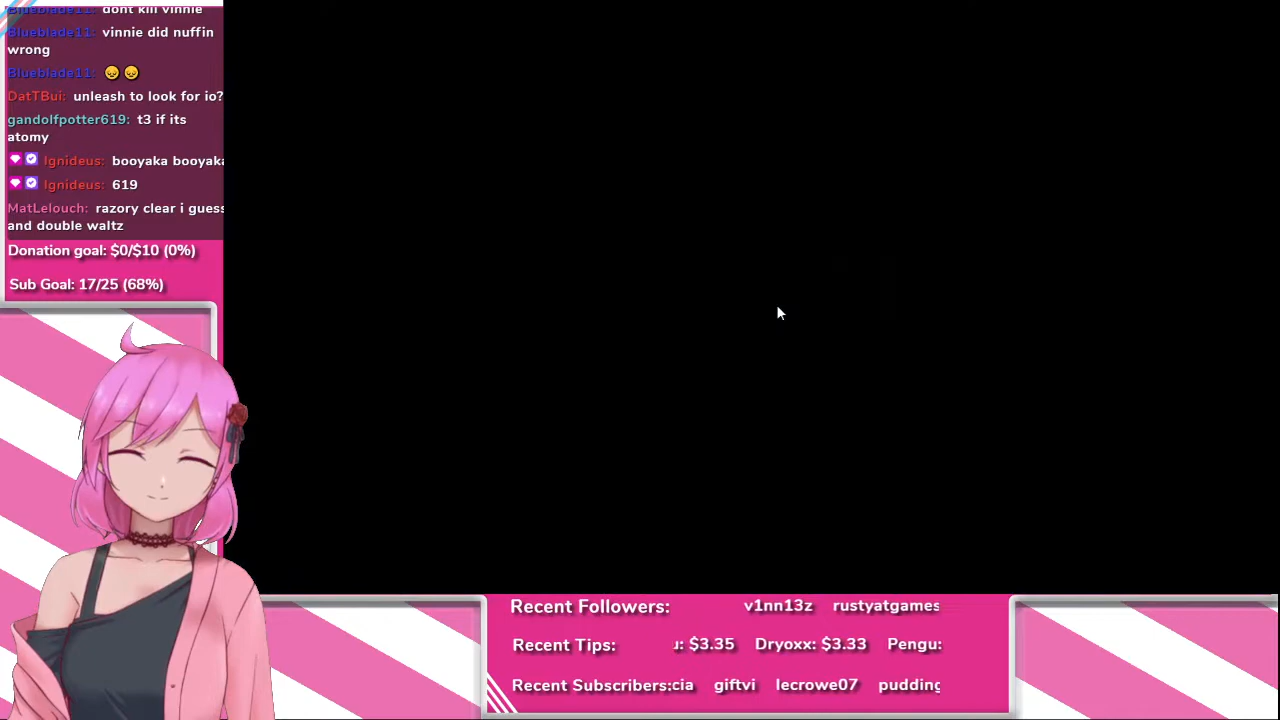 Blueblade11: dont kill vinnie
Blueblade11: vinnie did nuffin
wrong
Blueblade11: 😞 😞
DatTBui: unleash to look for io?
gandolfpotter619: t3 if its
atomy
Ignideus: booyaka booyaka
Ignideus: 619
MatLelouch: razory clear i guess
and double waltz
Donation goal: $0/$10 (0%)
Sub Goal: 17/25 (68%)
Recent Followers: v1nn13z rustyatgames
Recent Tips: : $3.35 Dryoxx: $3.33 Pengu:
Recent Subscribers: cia giftvi lecrowe07 pudding